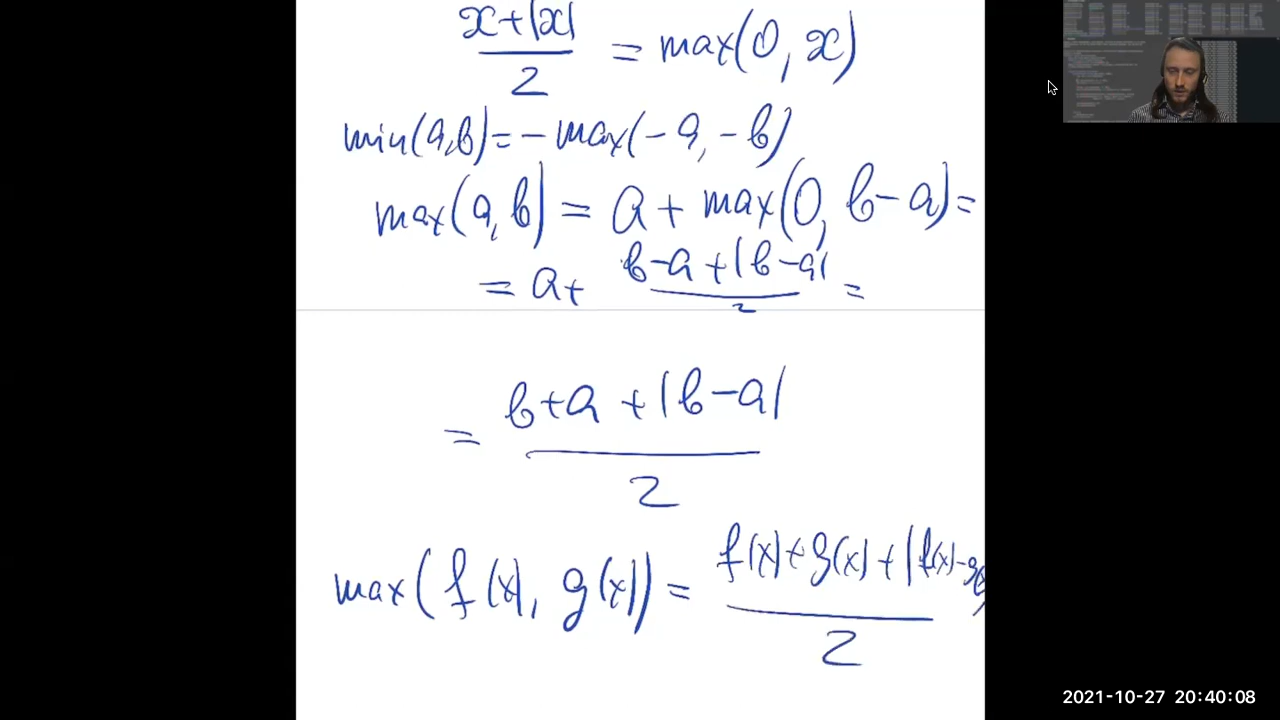 x+|x|
2
= max(0, x)
min(a,b)=-max(-a,-b)
max(a,b) = a + max(0, b-a) =
= a+ b-a+|b-a|
2
=
= b+a+|b-a|
2
max(f(x), g(x)) = f(x)+g(x)+|f(x)-g(
2
2021-10-27 20:40:08